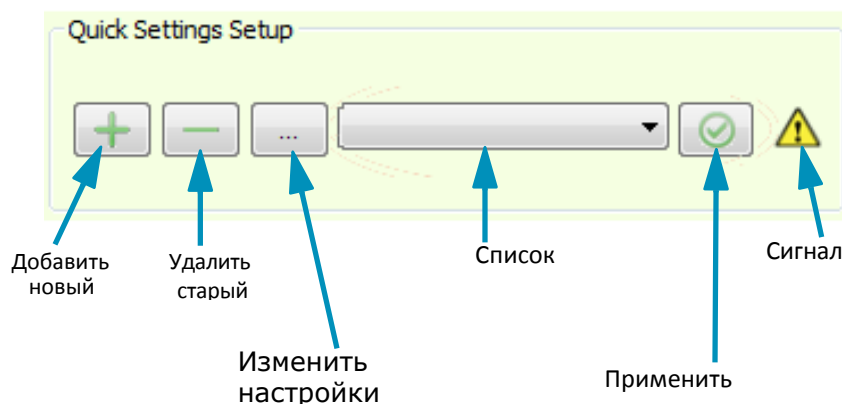 Quick Settings Setup
...
Добавить
новый
Удалить
старый
Список
Сигнал
Изменить
настройки
Применить